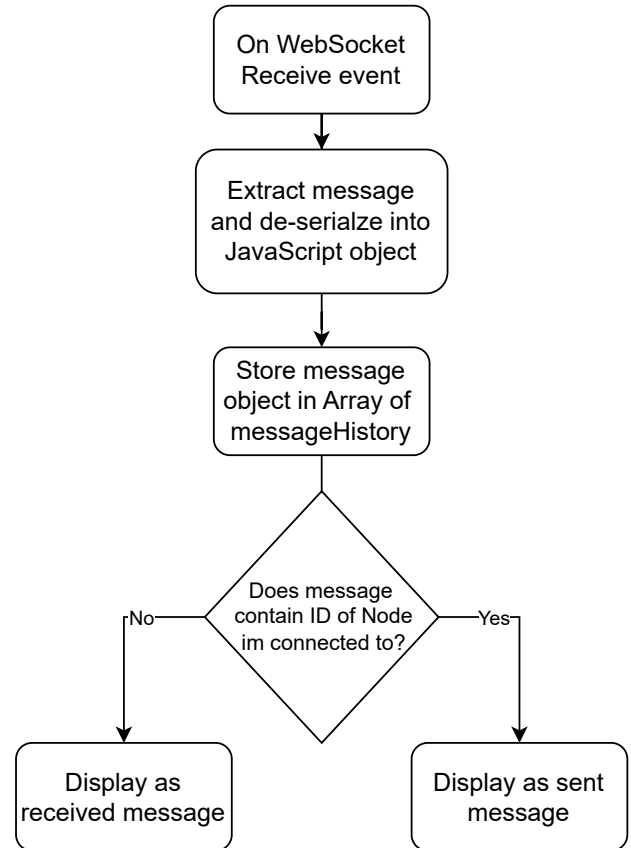 On WebSocket
Receive event
Extract message
and de-serialze into
JavaScript object
Store message
object in Array of
messageHistory
Does message
contain ID of Node
im connected to?
No
Yes
Display as
received message
Display as sent
message